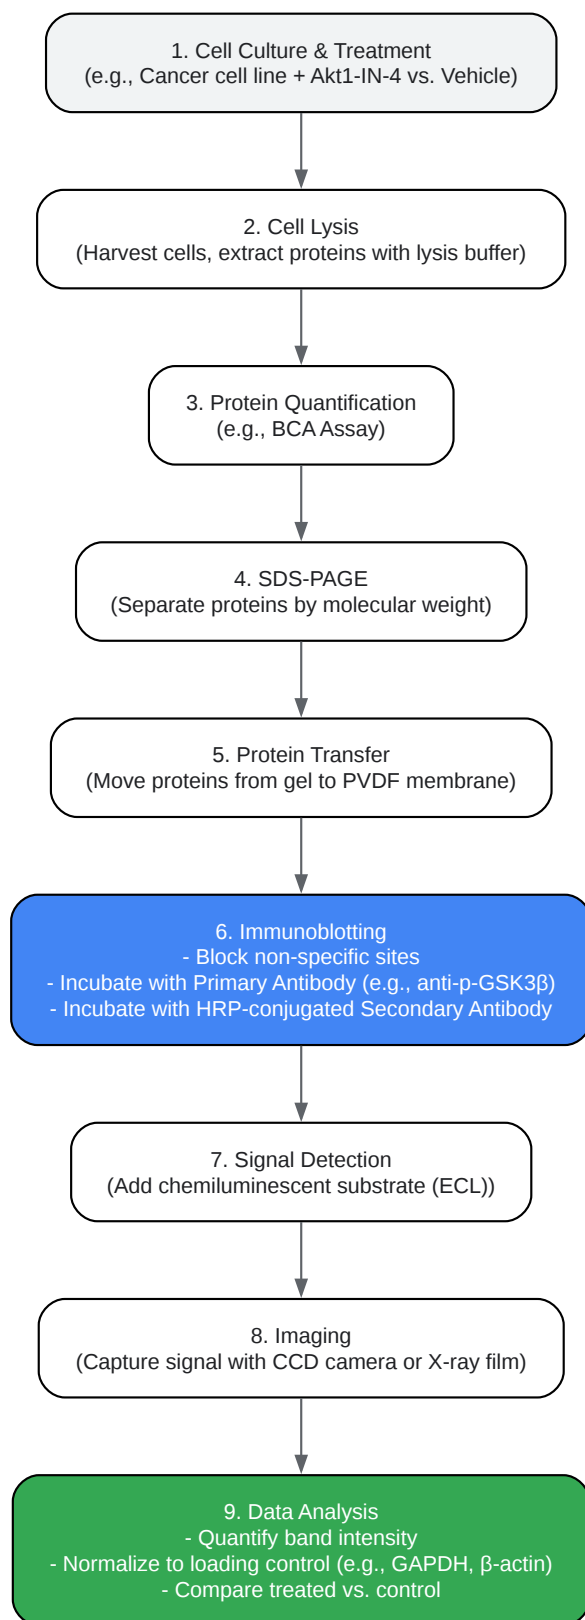 1. Cell Culture & Treatment
(e.g., Cancer cell line + Akt1-IN-4 vs. Vehicle)
2. Cell Lysis
(Harvest cells, extract proteins with lysis buffer)
3. Protein Quantification
(e.g., BCA Assay)
4. SDS-PAGE
(Separate proteins by molecular weight)
5. Protein Transfer
(Move proteins from gel to PVDF membrane)
6. Immunoblotting
- Block non-specific sites
- Incubate with Primary Antibody (e.g., anti-p-GSK3β)
- Incubate with HRP-conjugated Secondary Antibody
7. Signal Detection
(Add chemiluminescent substrate (ECL))
8. Imaging
(Capture signal with CCD camera or X-ray film)
9. Data Analysis
- Quantify band intensity
- Normalize to loading control (e.g., GAPDH, β-actin)
- Compare treated vs. control